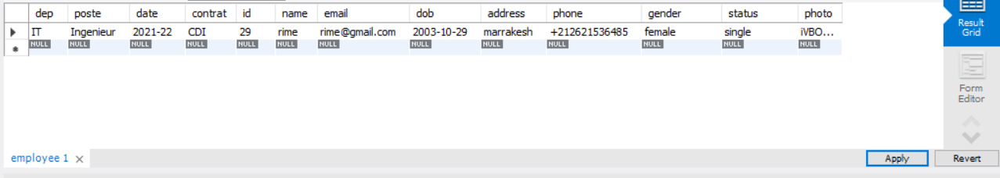 dep poste date contrat id name email dob address phone gender status photo
IT Ingenieur 2021-22 CDI 29 rime rime@gmail.com 2003-10-29 marrakesh +212621536485 female single iVBO...
NULL NULL NULL NULL NULL NULL NULL NULL NULL NULL NULL NULL NULL
Result
Grid
Form
Editor
employee 1
Apply Revert